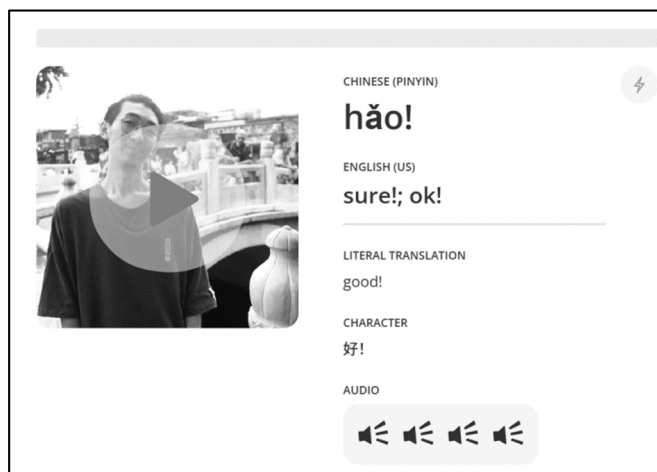 CHINESE (PINYIN)
hǎo!
ENGLISH (US)
sure!; ok!
LITERAL TRANSLATION
good!
CHARACTER
好!
AUDIO